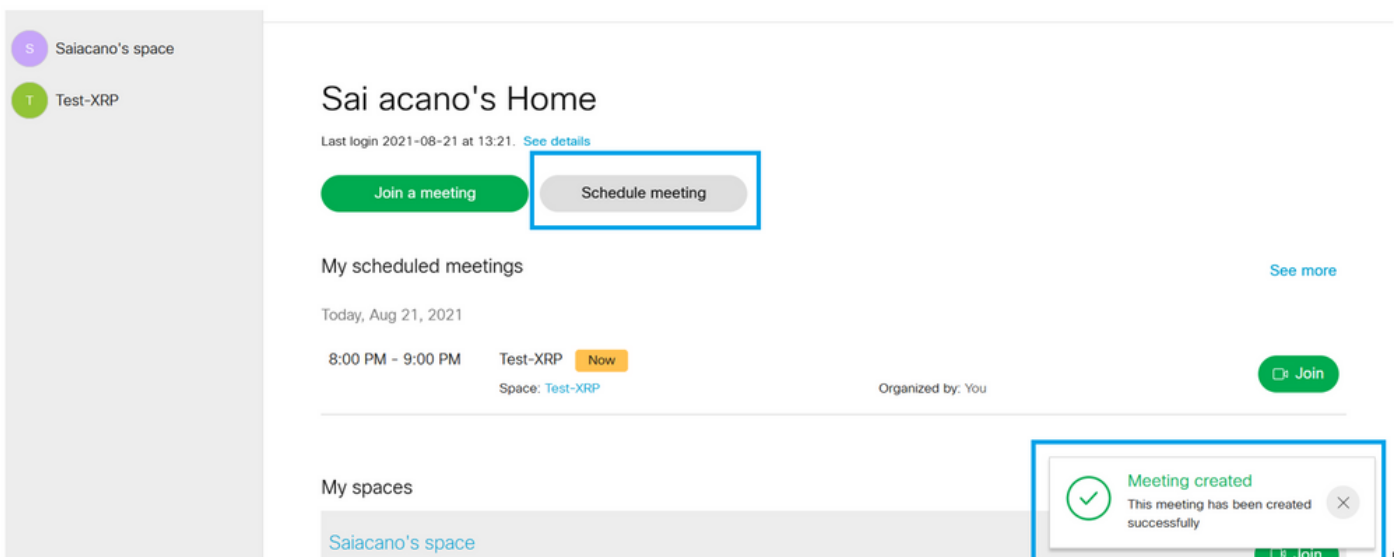 S Saiacano's space
T Test-XRP
Sai acano's Home
Last login 2021-08-21 at 13:21. See details
Join a meeting Schedule meeting
My scheduled meetings See more
Today, Aug 21, 2021
8:00 PM - 9:00 PM Test-XRP Now
Join
Space: Test-XRP Organized by: You
My spaces
Meeting created
This meeting has been created
successfully
Saiacano's space
Join